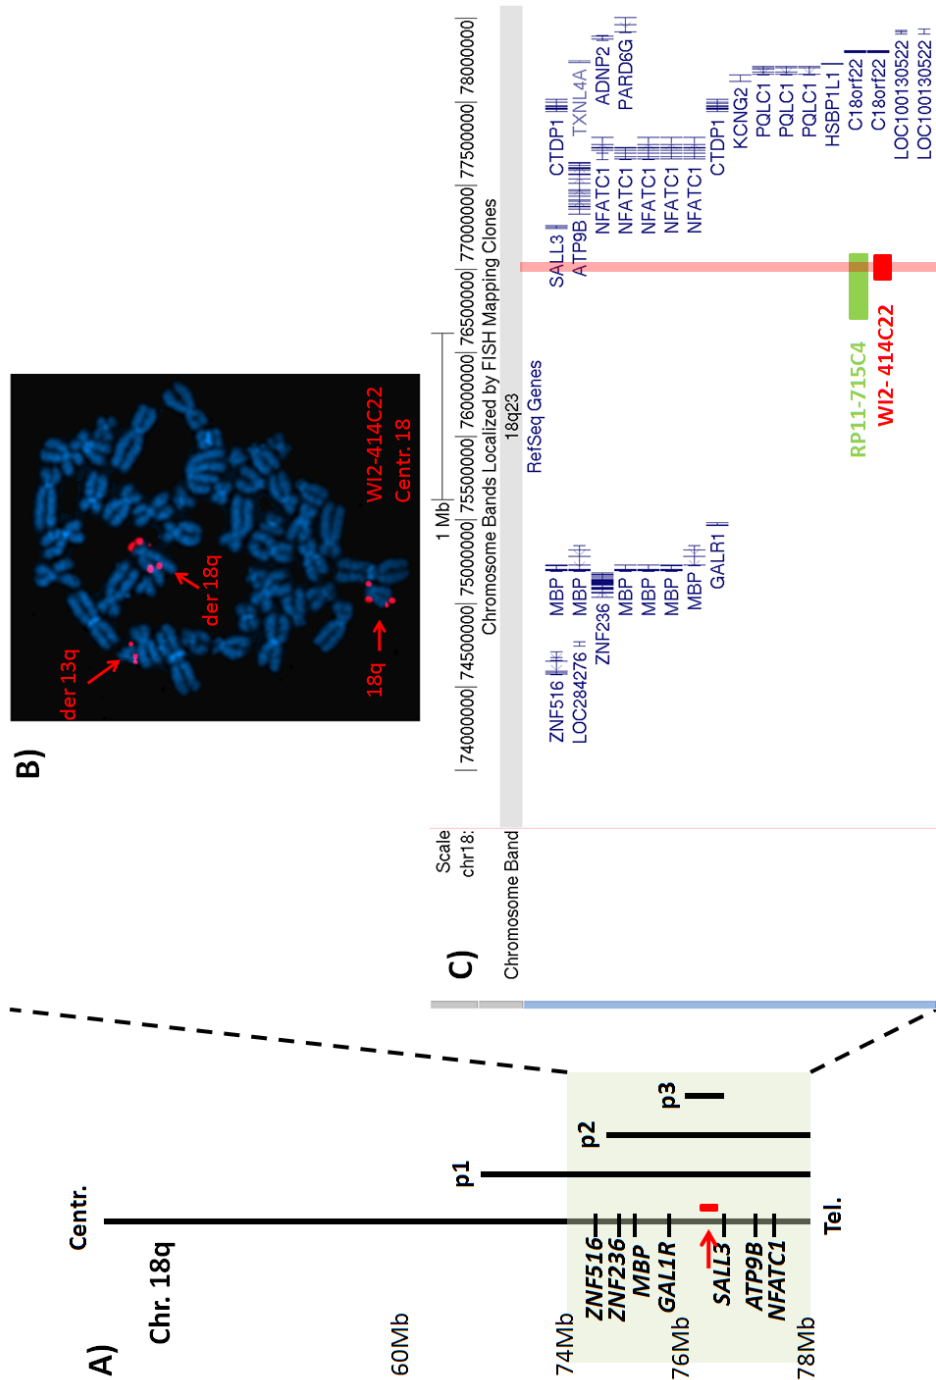 A)
Centr.
Chr. 18q
60Mb
74Mb
76Mb
78Mb
ZNF516
ZNF236
MBP
GAL1R
SALL3
ATP9B
NFATC1
Tel.
p1
p2
p3
B)
der 13q
der 18q
18q
WI2-414C22
Centr. 18
C)
Scale
1 Mb
chr18:
74000000| 74500000| 75000000| 75500000| 76000000| 76500000| 77000000| 77500000| 78000000|
Chromosome Bands Localized by FISH Mapping Clones
Chromosome Band
18q23
RefSeq Genes
ZNF516
MBP
SALL3
CTDP1
LOC284276
MBP
ATP9B
TXNL4A
ZNF236
NFATC1
ADNP2
MBP
NFATC1
PARD6G
MBP
NFATC1
MBP
NFATC1
MBP
NFATC1
GALR1
CTDP1
KCNG2
PQLC1
PQLC1
PQLC1
HSBP1L1
C18orf22
C18orf22
LOC100130522
LOC100130522
RP11-715C4
WI2- 414C22